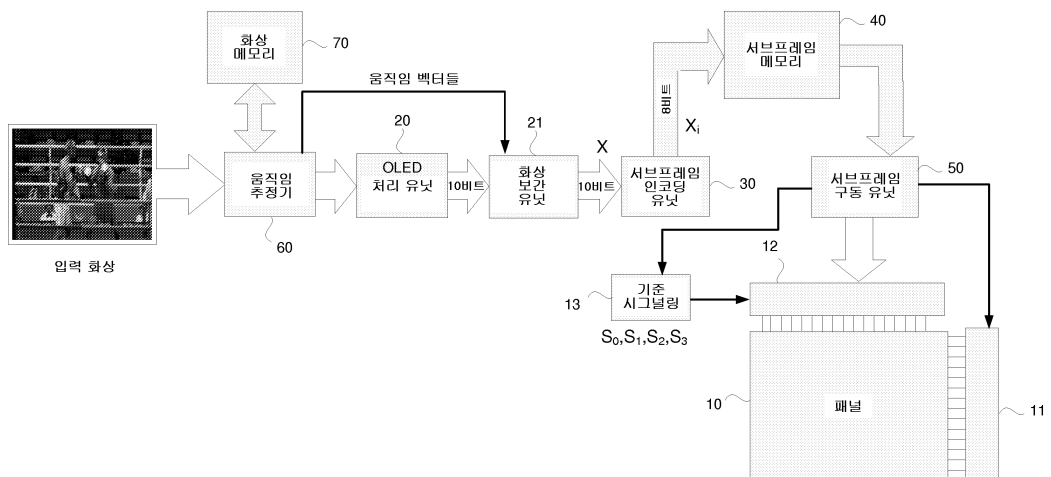 화상
메모리
70
움직임 벡터들
20
21
움직임
추정기
60
OLED
처리 유닛
10비트
화상
보간
유닛
X
10비트
서브프레임
인코딩
유닛
30
8비트
Xi
서브프레임
메모리
40
서브프레임
구동 유닛
50
입력 화상
기준
시그널링
13
S0,S1,S2,S3
12
10
패널
11